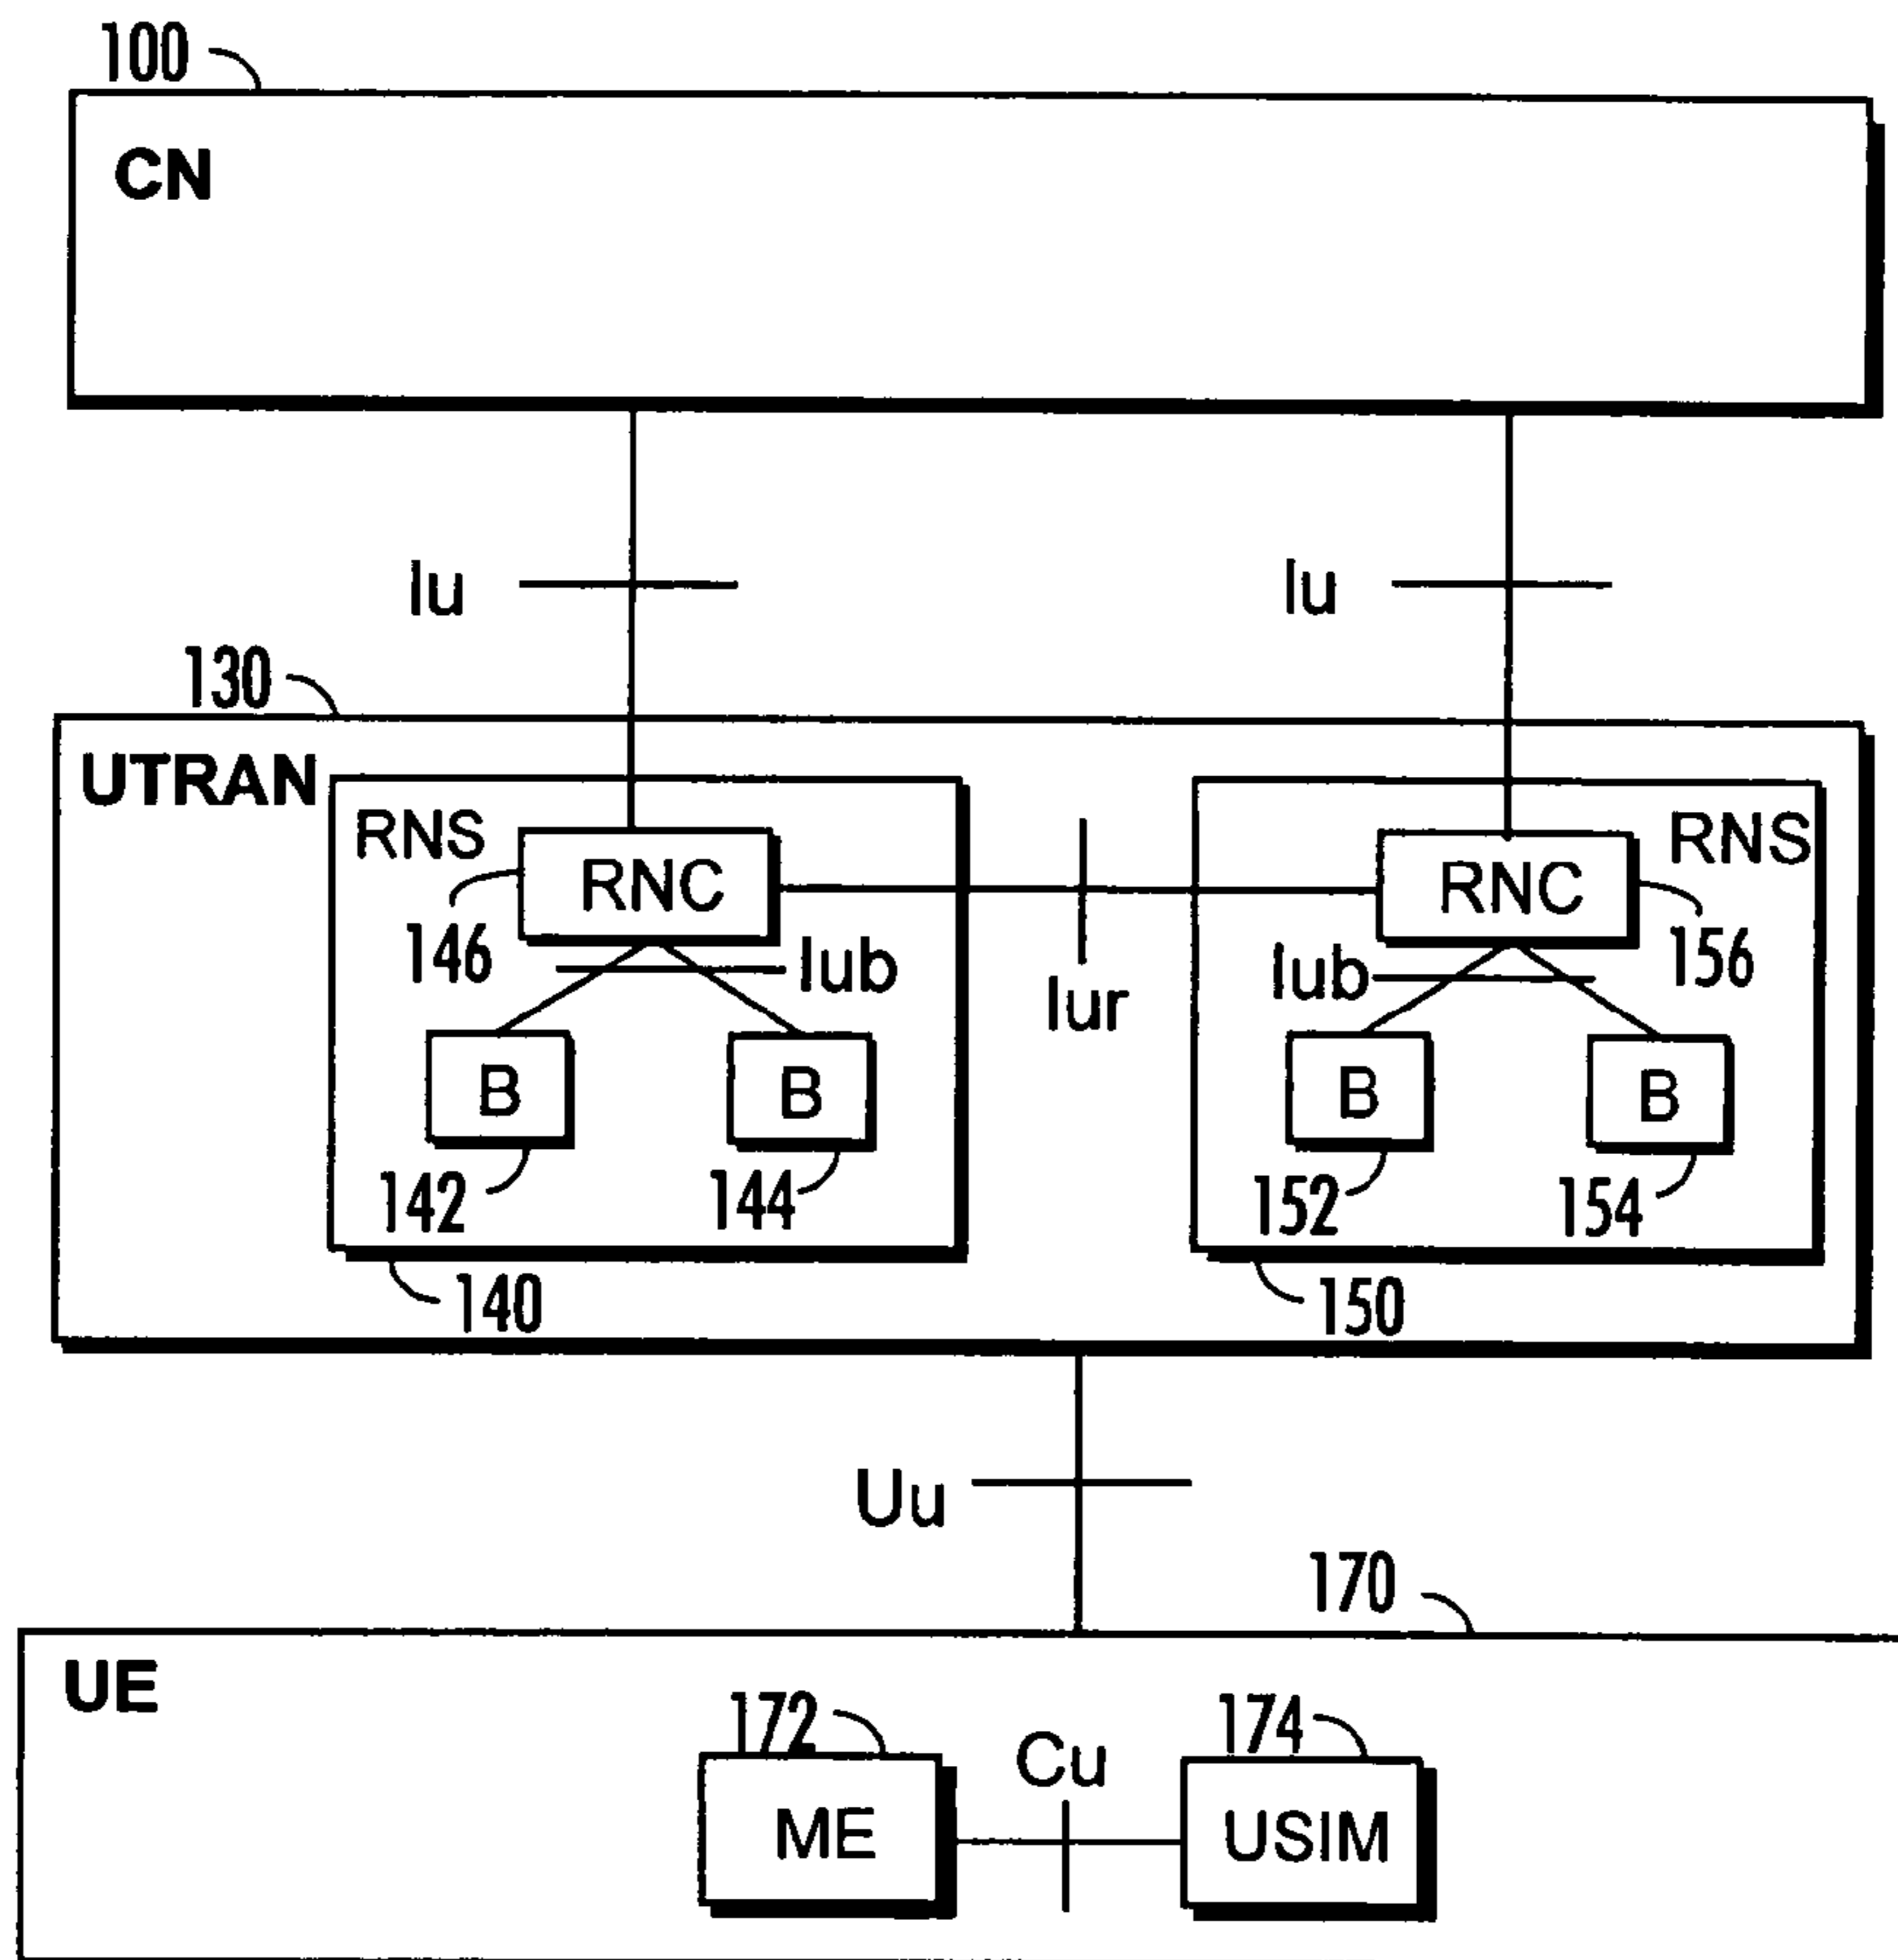 100
CN
Iu
Iu
130
UTRAN
RNS
RNC
RNC
RNS
146
Iub
Iur
Iub
156
B
B
B
B
142
144
152
154
140
150
Uu
170
UE
172
Cu
174
ME
USIM